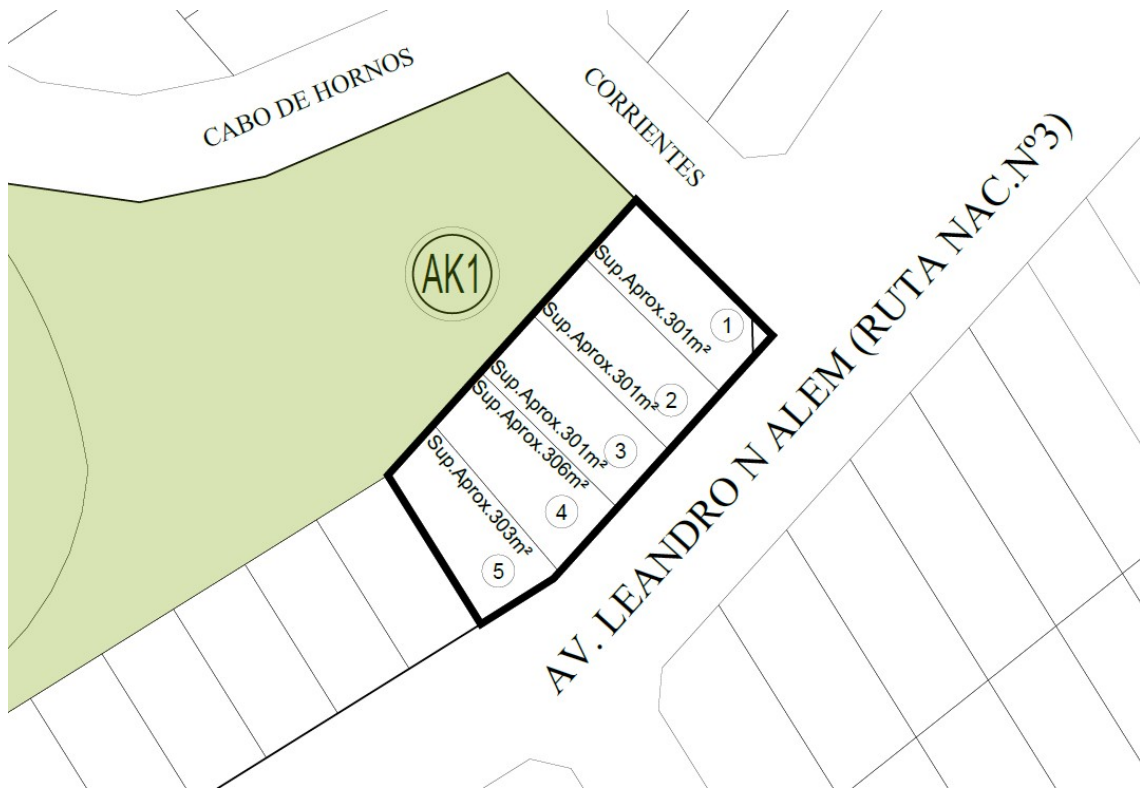 CABO DE HORNOS
CORRIENTES
AK1
AV. LEANDRO N ALEM (RUTA NAC.Nº3)
Sup.Aprox.301m²
1
Sup.Aprox.301m²
2
Sup.Aprox.301m²
3
Sup.Aprox.306m²
4
Sup.Aprox.303m²
5